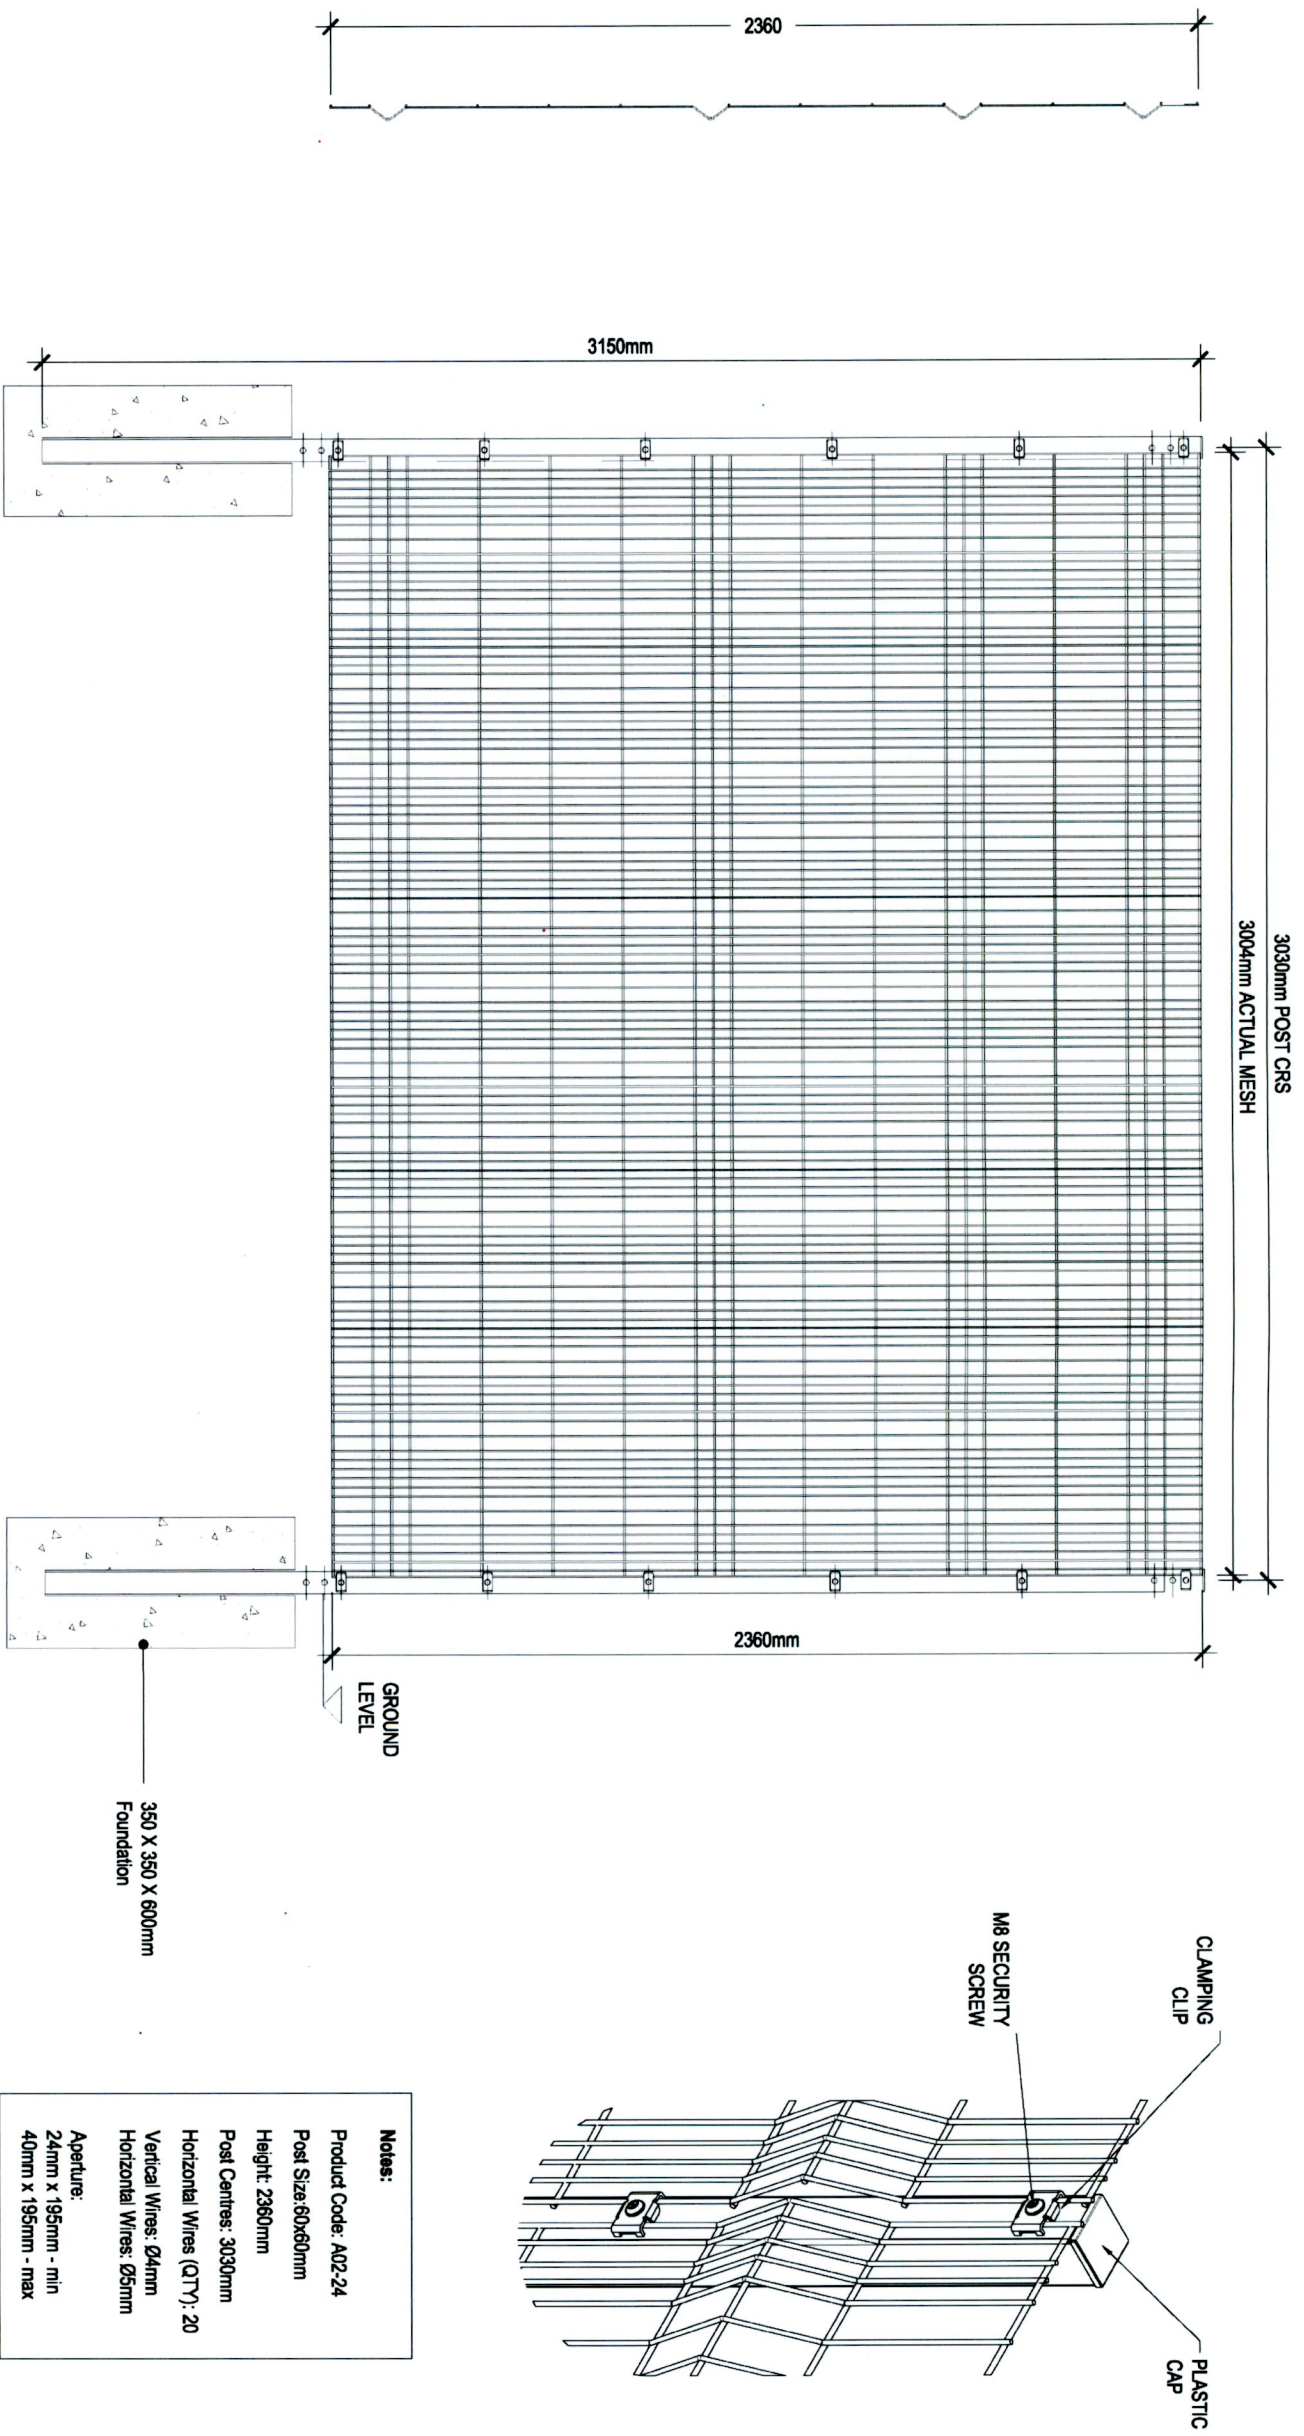 2360
3150mm
3030mm POST CRS
3004mm ACTUAL MESH
2360mm
GROUND
LEVEL
350 X 350 X 600mm
Foundation
CLAMPING
CLIP
M8 SECURITY
SCREW
PLASTIC
CAP
Notes:
Product Code: A02-24
Post Size:60x60mm
Height: 2360mm
Post Centres: 3030mm
Horizontal Wires (QTY): 20
Vertical Wires: Ø4mm
Horizontal Wires: Ø5mm
Aperture:
24mm x 195mm - min
40mm x 195mm - max